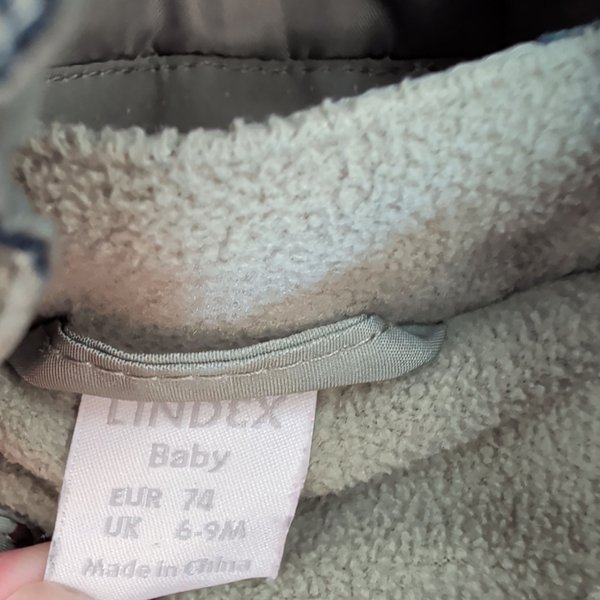 LINDEX
Baby
EUR 74
UK 6-9M
Made in China